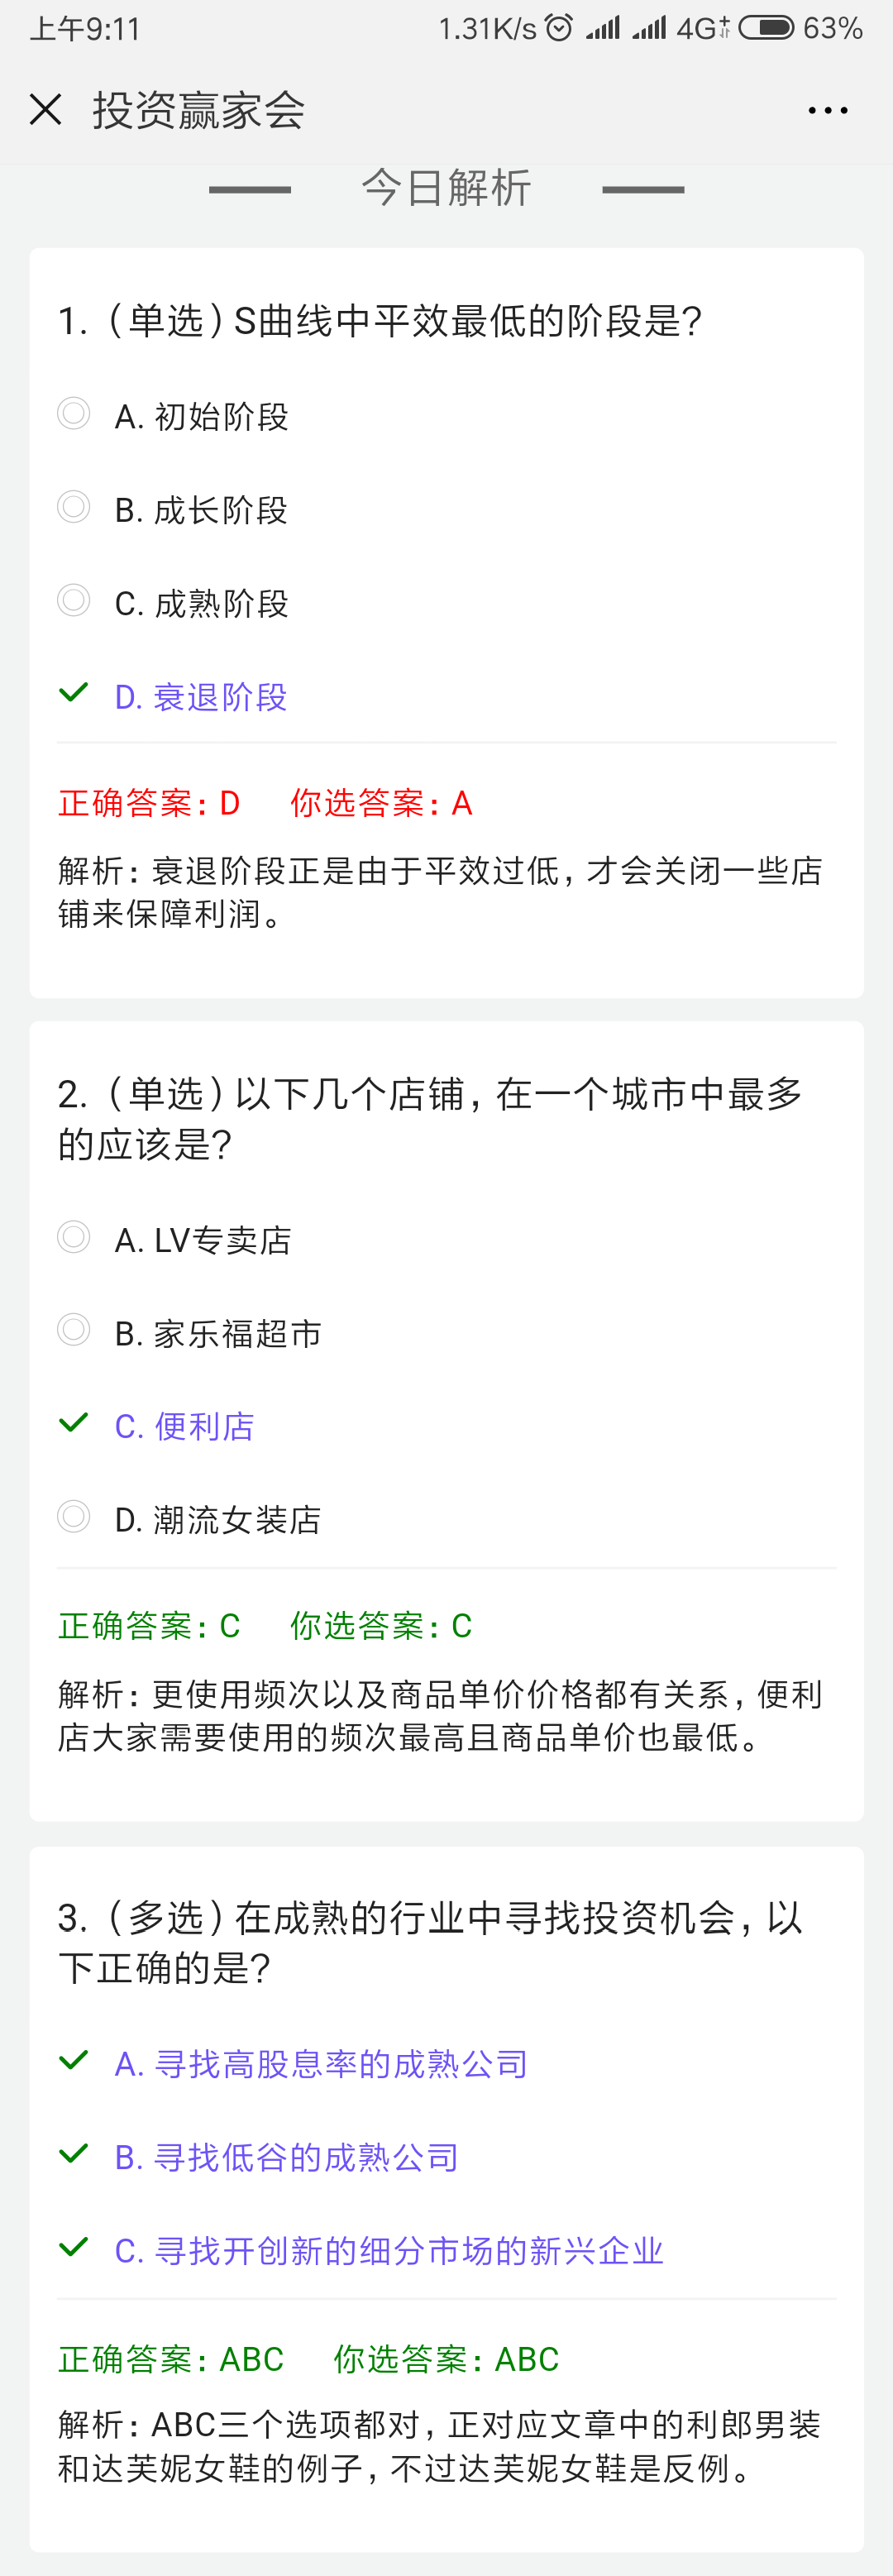 上午9:11 1.31K/s 4G 63%
投资赢家会
今日解析
1.（单选）S曲线中平效最低的阶段是?
A. 初始阶段
B. 成长阶段
C. 成熟阶段
D. 衰退阶段
正确答案：D 你选答案：A
解析：衰退阶段正是由于平效过低，才会关闭一些店
铺来保障利润。
2.（单选）以下几个店铺，在一个城市中最多
的应该是?
A. LV专卖店
B. 家乐福超市
C. 便利店
D. 潮流女装店
正确答案：C 你选答案：C
解析：更使用频次以及商品单价价格都有关系，便利
店大家需要使用的频次最高且商品单价也最低。
3.（多选）在成熟的行业中寻找投资机会，以
下正确的是?
A. 寻找高股息率的成熟公司
B. 寻找低谷的成熟公司
C. 寻找开创新的细分市场的新兴企业
正确答案：ABC 你选答案：ABC
解析：ABC三个选项都对，正对应文章中的利郎男装
和达芙妮女鞋的例子，不过达芙妮女鞋是反例。